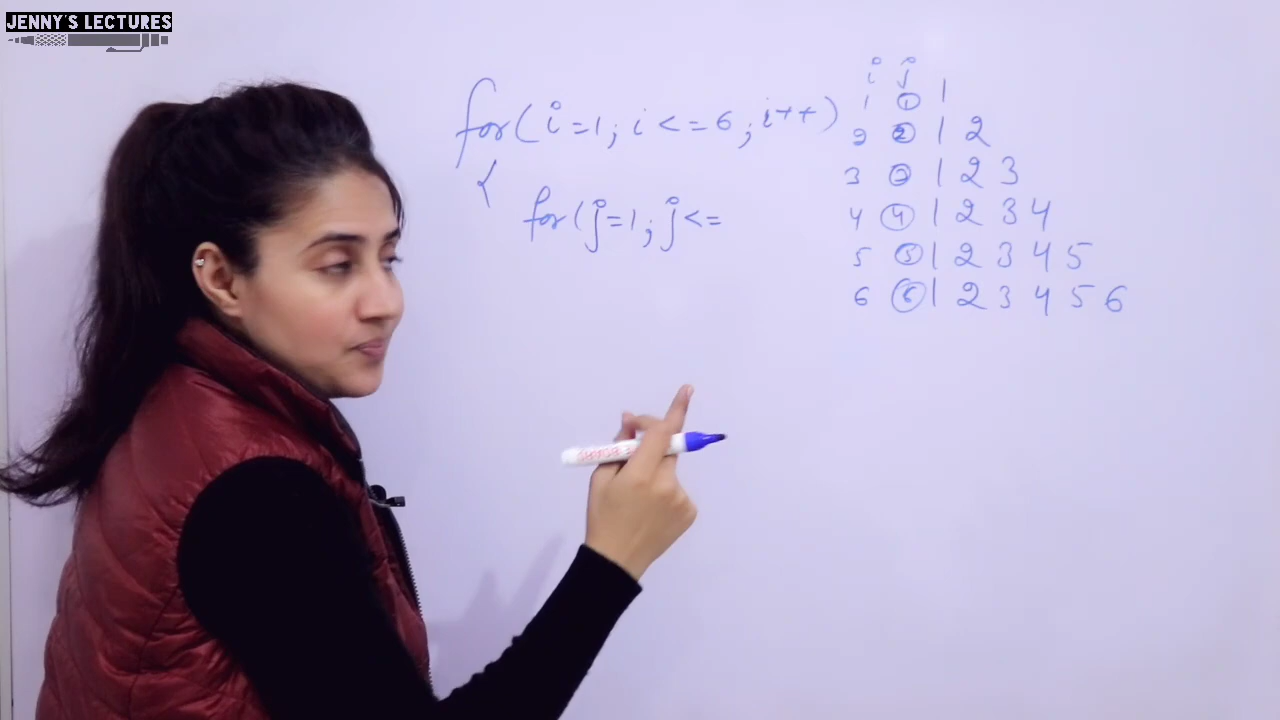 JENNY'S LECTURES
for(i=1; i<=6; i++)
{
for(j=1; j<=
i j
1 1 1
2 2 1 2
3 3 1 2 3
4 4 1 2 3 4
5 5 1 2 3 4 5
6 6 1 2 3 4 5 6